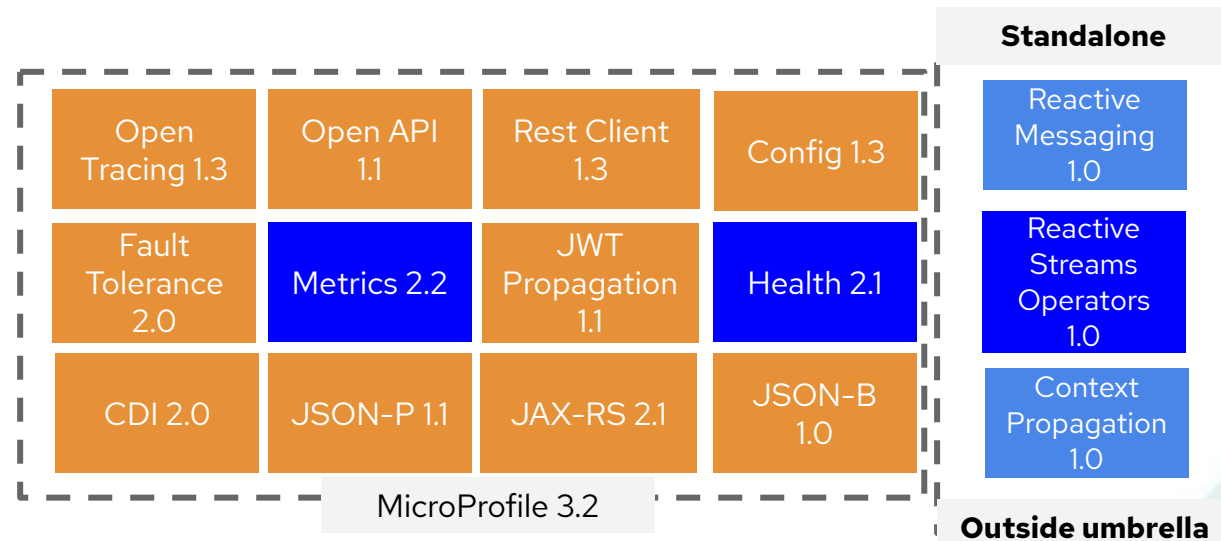 Standalone
Open
Tracing 1.3
Open API
1.1
Rest Client
1.3
Config 1.3
Fault
Tolerance
2.0
Metrics 2.2
JWT
Propagation
1.1
Health 2.1
CDI 2.0
JSON-P 1.1
JAX-RS 2.1
JSON-B
1.0
MicroProfile 3.2
Reactive
Messaging
1.0
Reactive
Streams
Operators
1.0
Context
Propagation
1.0
Outside umbrella